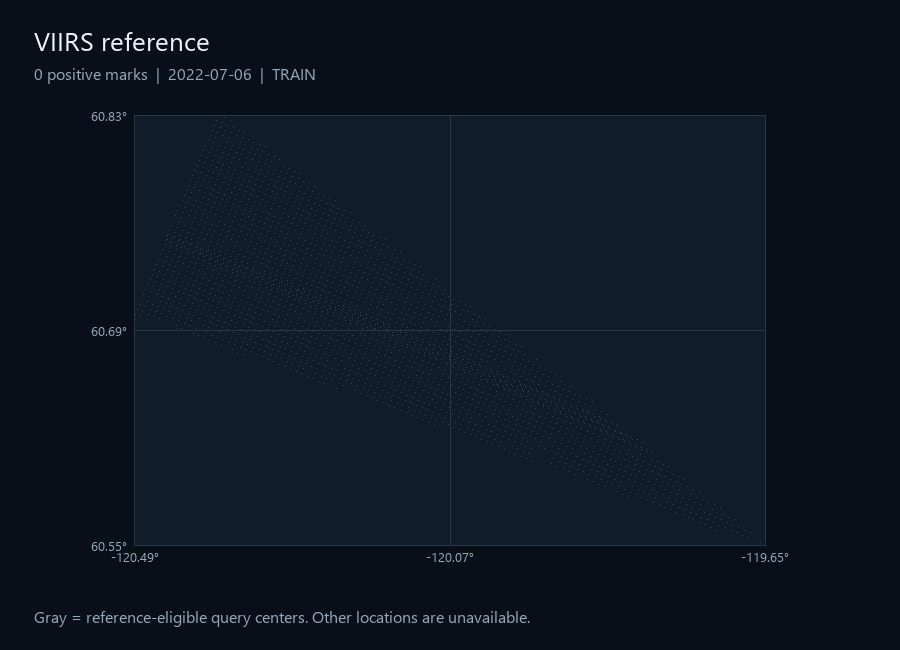 VIIRS reference
0 positive marks | 2022-07-06 | TRAIN
60.83°
60.69°
60.55°
-120.49° -120.07° -119.65°
Gray = reference-eligible query centers. Other locations are unavailable.